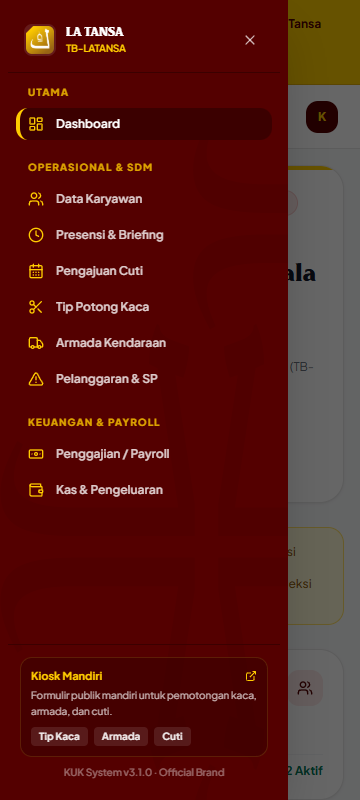 LA TANSA
TB-LATANSA
UTAMA
Dashboard
OPERASIONAL & SDM
Data Karyawan
Presensi & Briefing
Pengajuan Cuti
Tip Potong Kaca
Armada Kendaraan
Pelanggaran & SP
KEUANGAN & PAYROLL
Penggajian / Payroll
Kas & Pengeluaran
Kiosk Mandiri
Formulir publik mandiri untuk pemotongan kaca,
armada, dan cuti.
Tip Kaca Armada Cuti
KUK System v3.1.0 · Official Brand
Tansa
K
ala
(TB-
si
eksi
2 Aktif